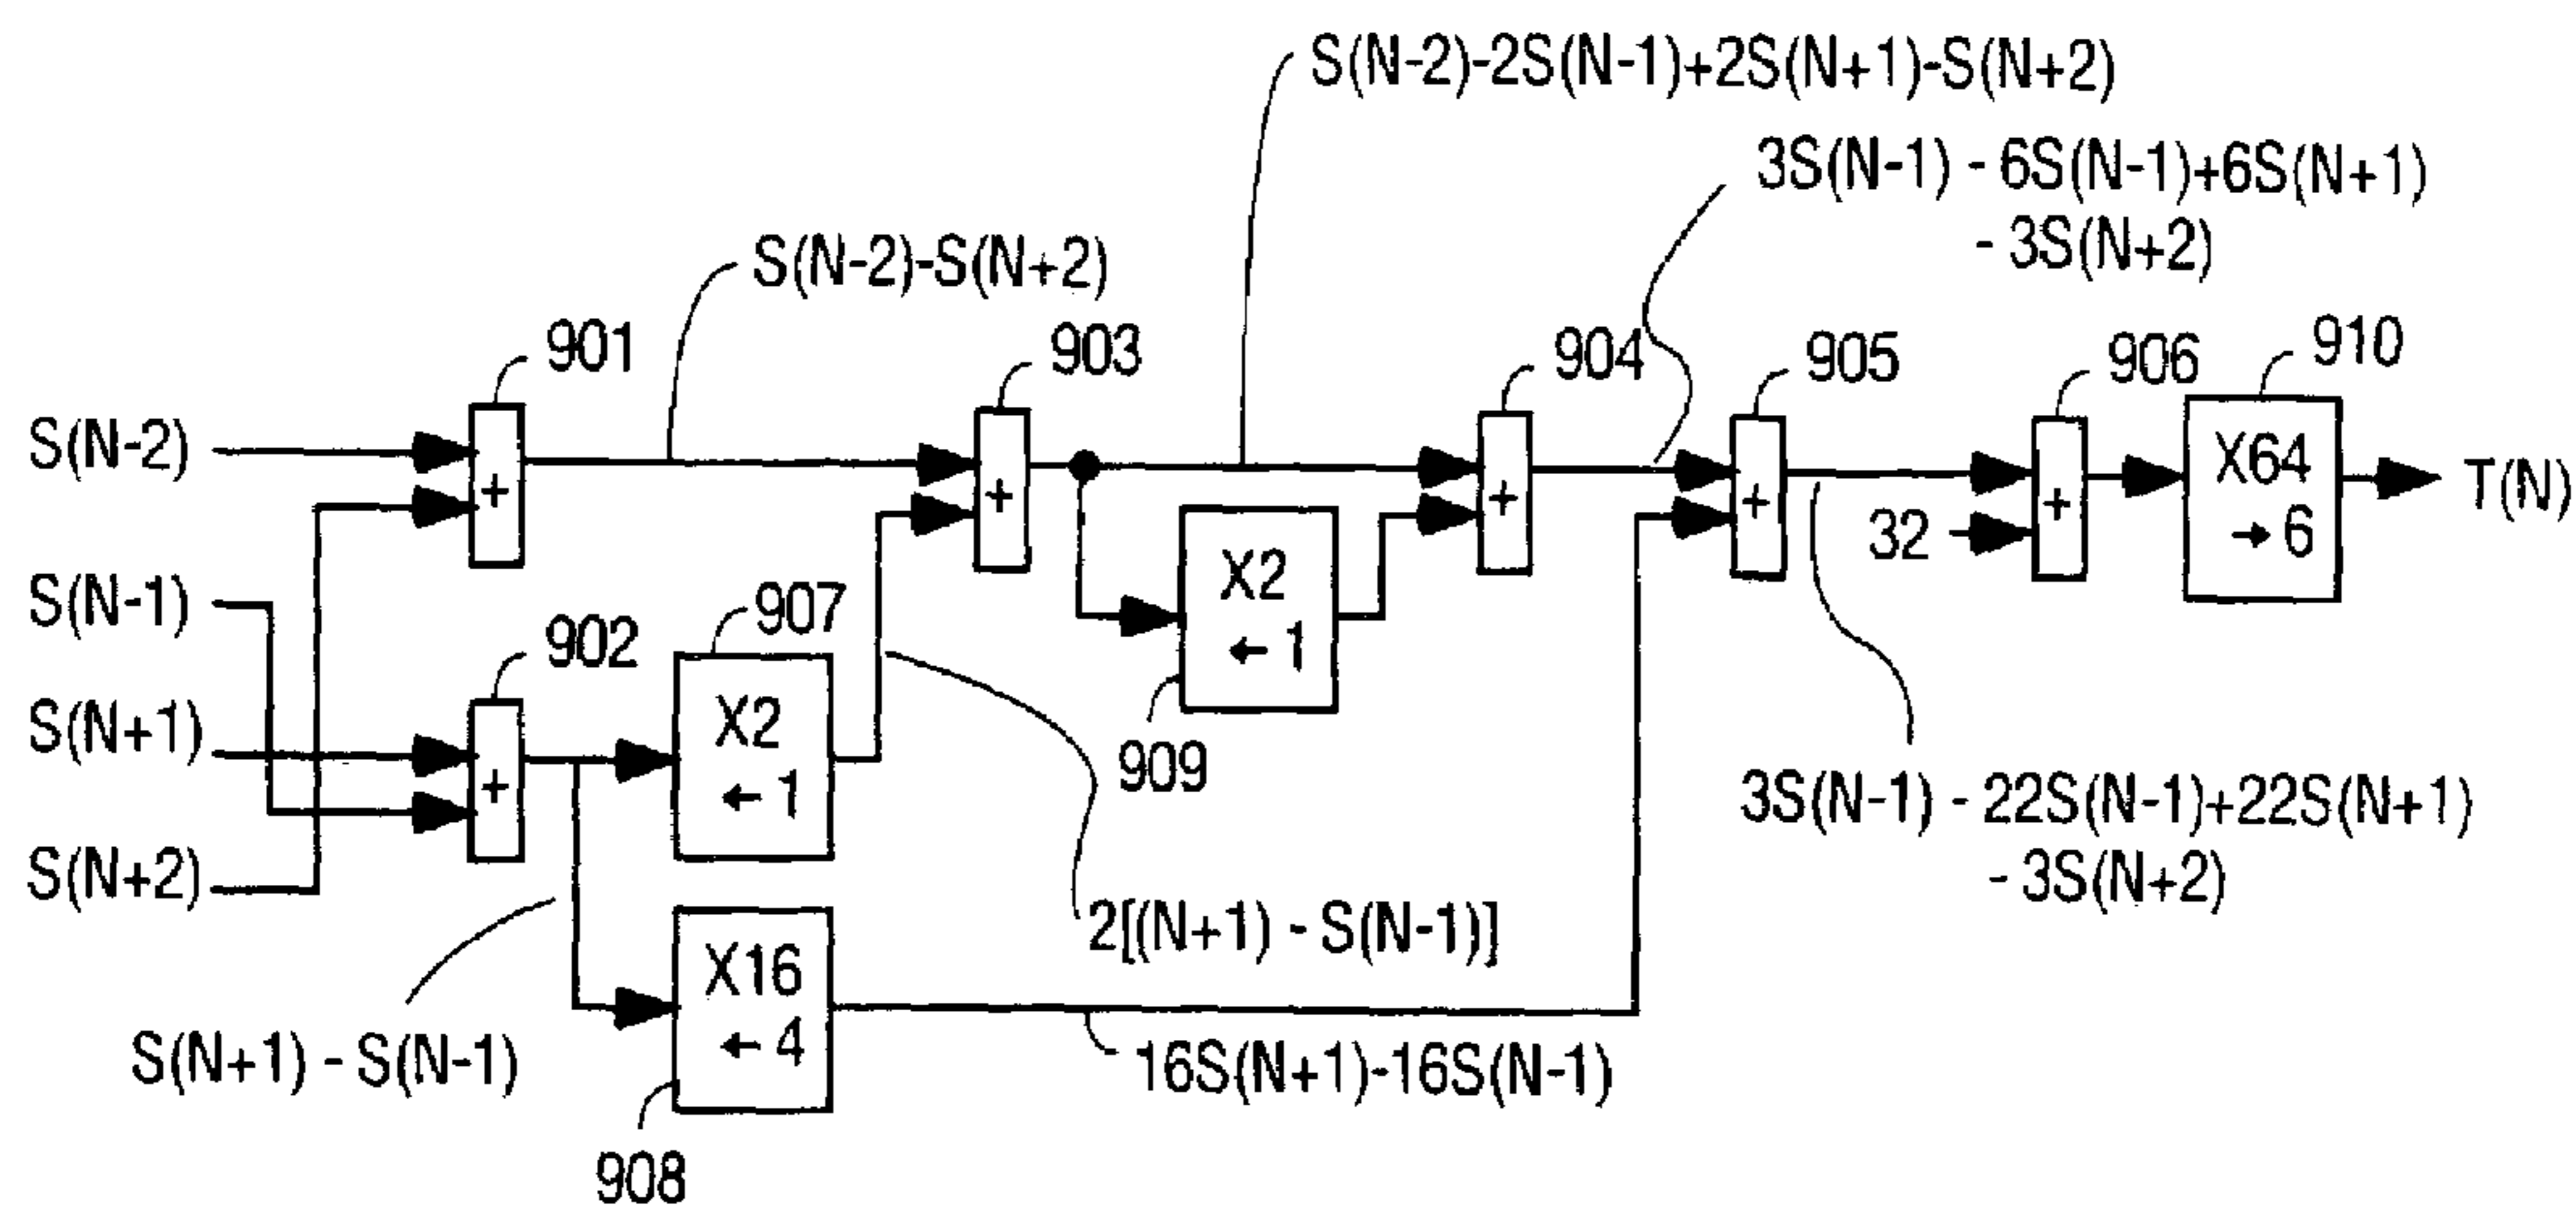 S(N-2)-2S(N-1)+2S(N+1)-S(N+2)
3S(N-1) - 6S(N-1)+6S(N+1)
- 3S(N+2)
S(N-2)-S(N+2)
901
903
904
905
906
910
S(N-2)
+
+
+
+
+
X64
→ 6
T(N)
32
S(N-1)
902
907
X2
← 1
909
S(N+1)
+
X2
← 1
S(N+2)
3S(N-1) - 22S(N-1)+22S(N+1)
- 3S(N+2)
2[(N+1) - S(N-1)]
X16
← 4
908
S(N+1) - S(N-1)
16S(N+1)-16S(N-1)